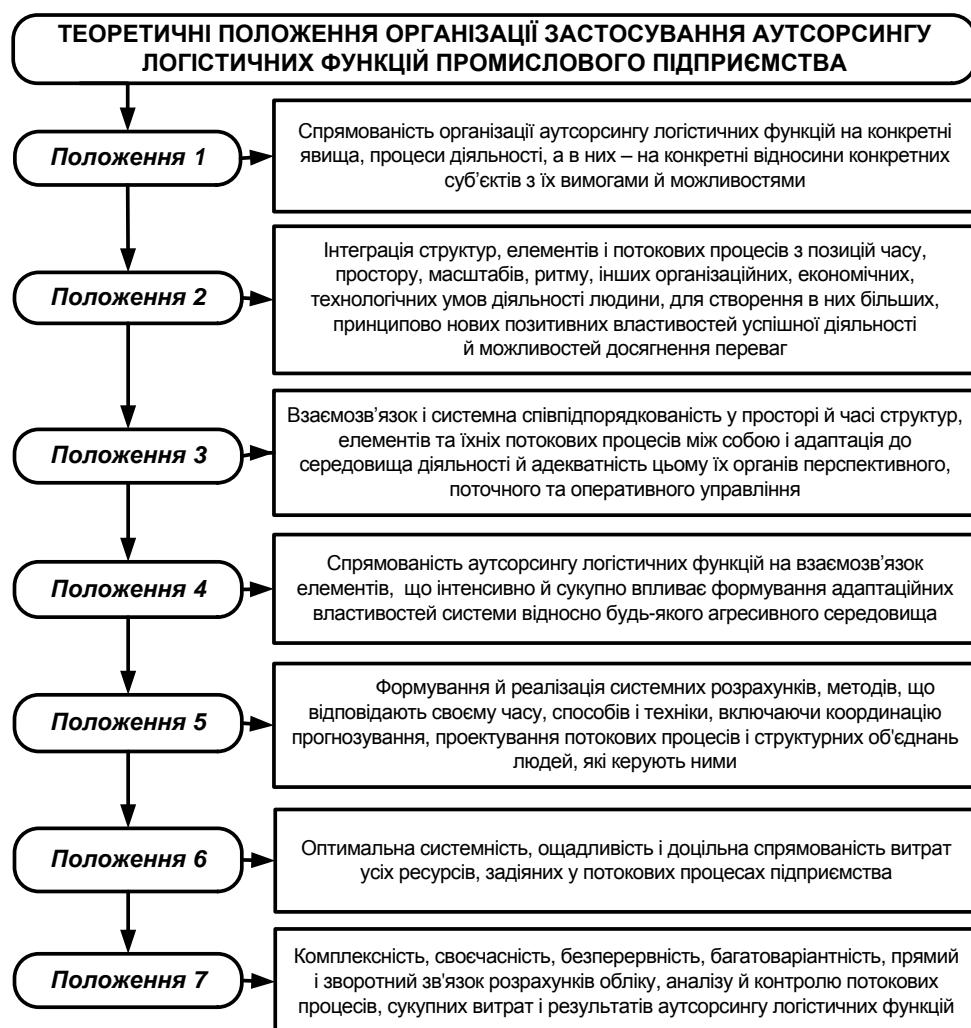 ТЕОРЕТИЧНІ ПОЛОЖЕННЯ ОРГАНІЗАЦІЇ ЗАСТОСУВАННЯ АУТСОРСИНГУ
ЛОГІСТИЧНИХ ФУНКЦІЙ ПРОМИСЛОВОГО ПІДПРИЄМСТВА
Положення 1
Спрямованість організації аутсорсингу логістичних функцій на конкретні
явища, процеси діяльності, а в них – на конкретні відносини конкретних
суб'єктів з їх вимогами й можливостями
Положення 2
Інтеграція структур, елементів і потокових процесів з позицій часу,
простору, масштабів, ритму, інших організаційних, економічних,
технологічних умов діяльності людини, для створення в них більших,
принципово нових позитивних властивостей успішної діяльності
й можливостей досягнення переваг
Положення 3
Взаємозв'язок і системна співпідпорядкованість у просторі й часі структур,
елементів та їхніх потокових процесів між собою і адаптація до
середовища діяльності й адекватність цьому їх органів перспективного,
поточного та оперативного управління
Положення 4
Спрямованість аутсорсингу логістичних функцій на взаємозв'язок
елементів, що інтенсивно й сукупно впливає формування адаптаційних
властивостей системи відносно будь-якого агресивного середовища
Положення 5
Формування й реалізація системних розрахунків, методів, що
відповідають своєму часу, способів і техніки, включаючи координацію
прогнозування, проектування потокових процесів і структурних об'єднань
людей, які керують ними
Положення 6
Оптимальна системність, ощадливість і доцільна спрямованість витрат
усіх ресурсів, задіяних у потокових процесах підприємства
Положення 7
Комплексність, своєчасність, безперервність, багатоваріантність, прямий
і зворотний зв'язок розрахунків обліку, аналізу й контролю потокових
процесів, сукупних витрат і результатів аутсорсингу логістичних функцій